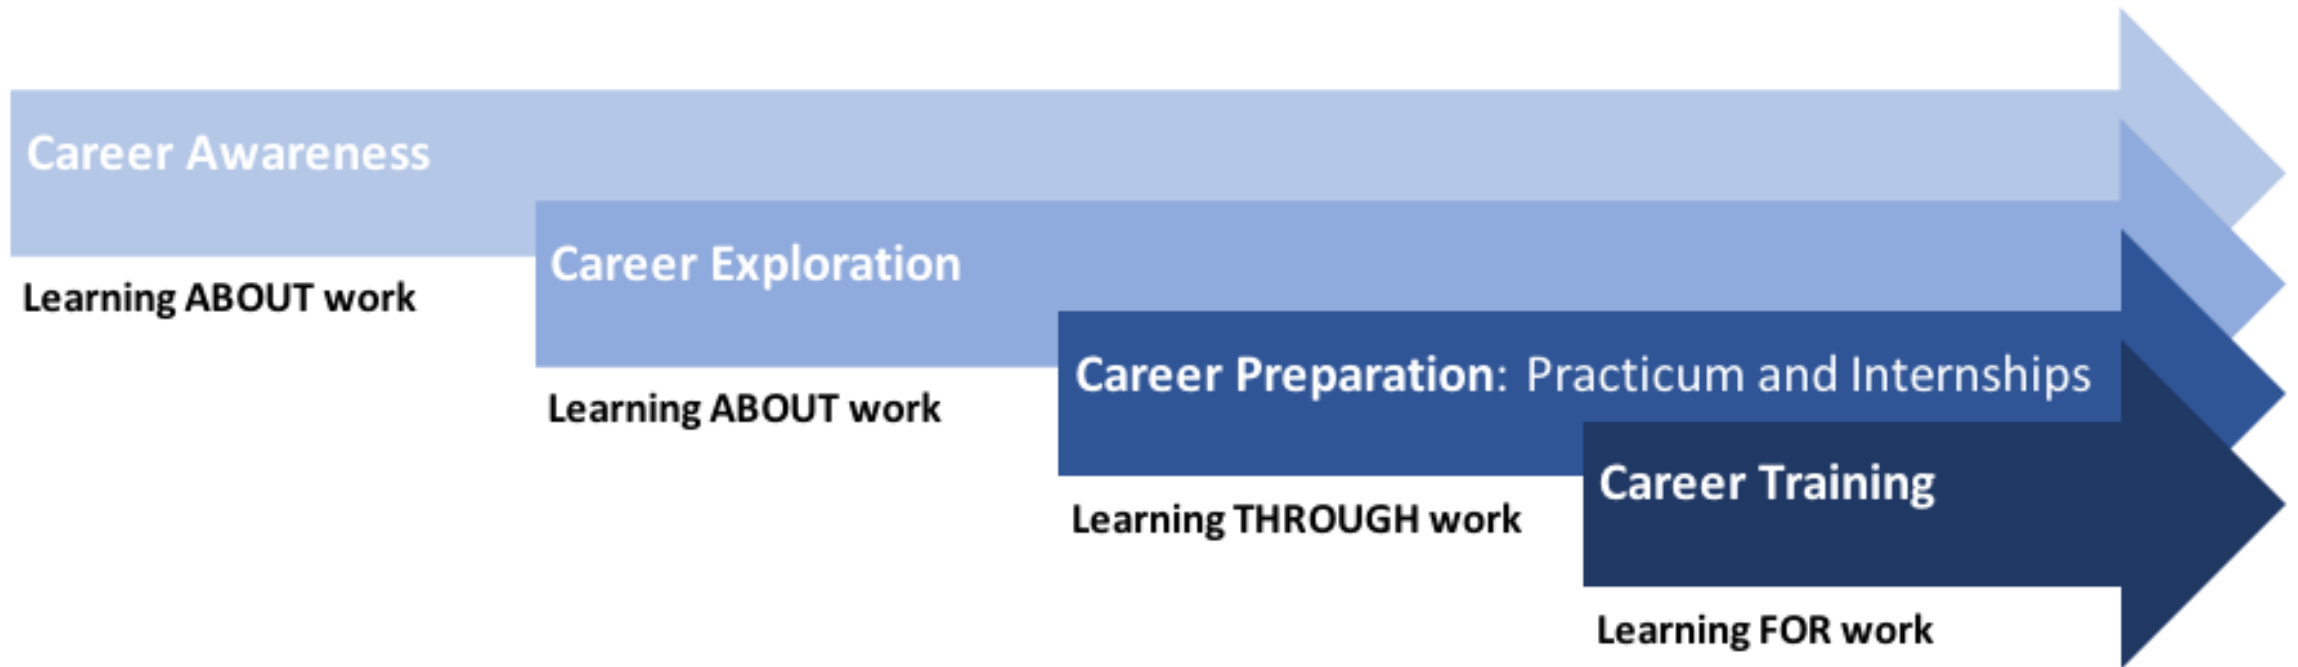 Career Awareness
Learning ABOUT work
Career Exploration
Learning ABOUT work
Career Preparation: Practicum and Internships
Learning THROUGH work
Career Training
Learning FOR work